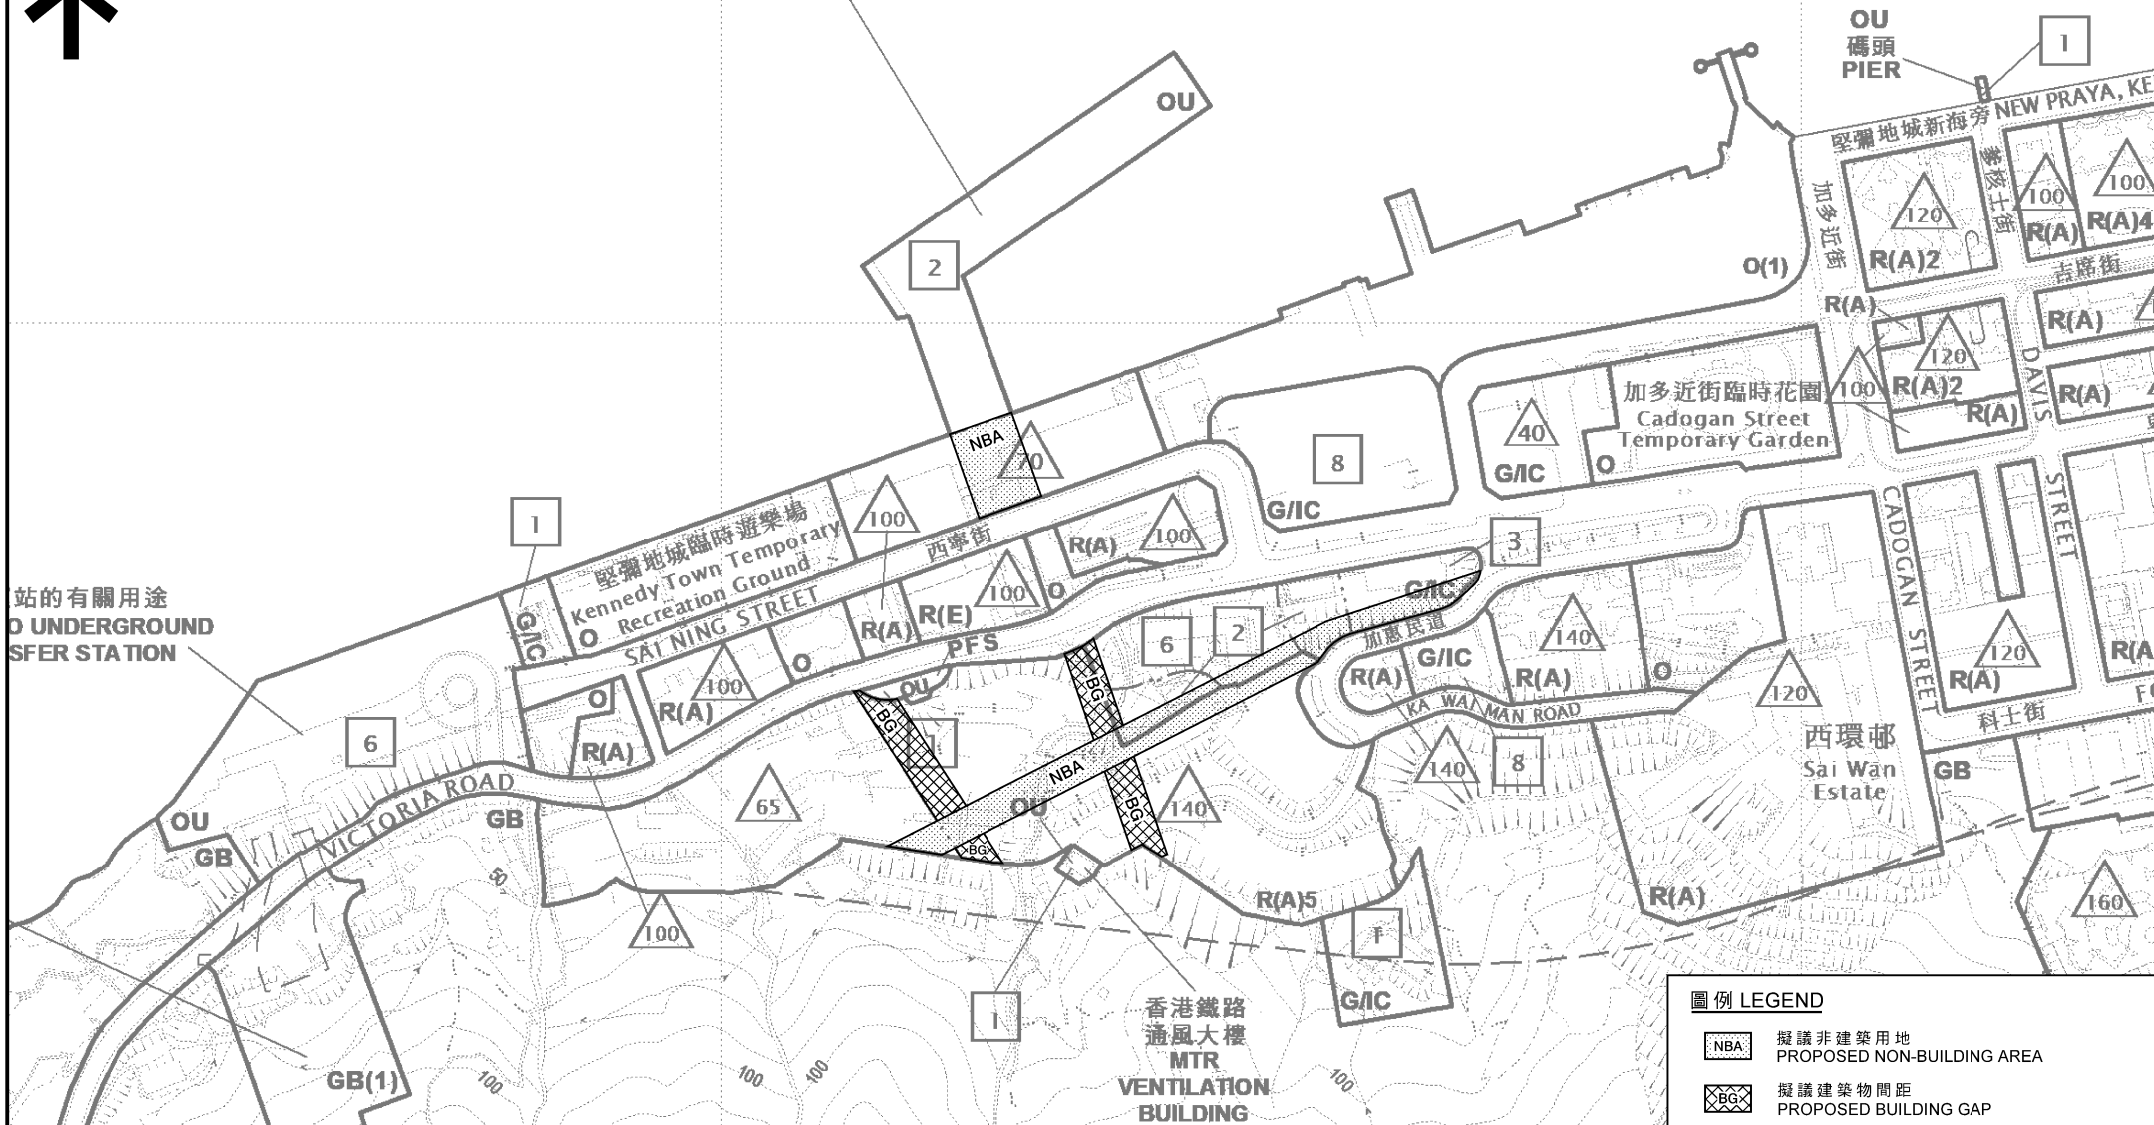 OU
碼頭
PIER
1
OU
堅彌地城新海旁 NEW PRAYA, KE
加多近街
爹核士街
120
R(A)2
100
R(A)
100
R(A)4
吉席街
2
O(1)
R(A)
120
R(A)2
R(A)
100
R(A)
R(A)
DAVIS
STREET
NBA
70
8
G/IC
40
G/IC
加多近街臨時花園
Cadogan Street
Temporary Garden
O
1
堅彌地城臨時遊樂場
Kennedy Town Temporary
Recreation Ground
G/IC
O
100
西寧街
SAI NING STREET
R(A)
100
R(E)
100
R(A)
O
3
G/IC
站的有關用途
O UNDERGROUND
SFER STATION
6
O
R(A)
R(A)
100
O
PFS
OU
BG
1
BG
6
2
加惠民道
R(A)
G/IC
140
R(A)
O
KA WAI MAN ROAD
140
8
120
西環邨
Sai Wan
Estate
CADOGAN STREET
120
R(A)
R(A
科士街
GB
OU
GB
VICTORIA ROAD
GB
65
NBA
OU
BG
BG
140
50
100
R(A)5
R(A)
160
1
G/IC
1
香港鐵路
通風大樓
MTR
VENTILATION
BUILDING
GB(1)
100
100
100
100
圖例 LEGEND
NBA
擬議非建築用地
PROPOSED NON-BUILDING AREA
BG
擬議建築物間距
PROPOSED BUILDING GAP